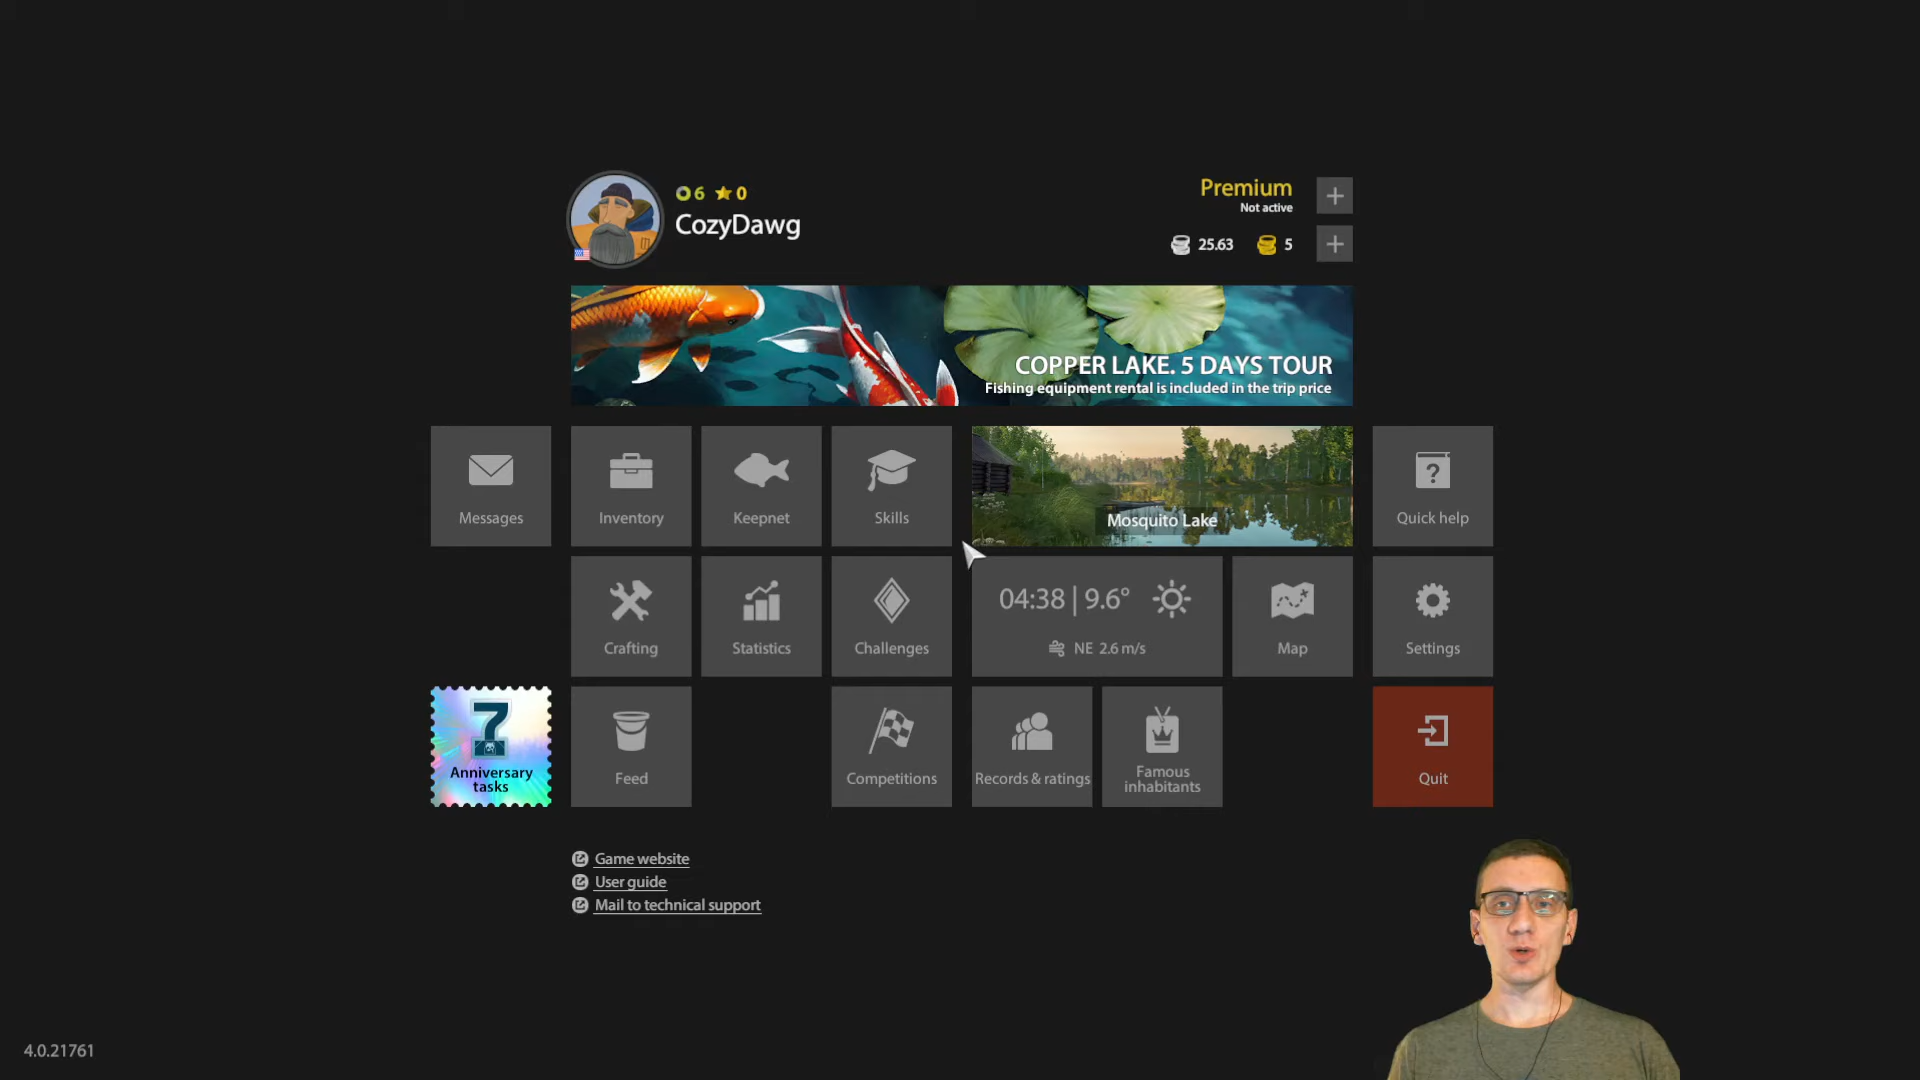 6 0
CozyDawg
Premium
Not active
25.63 5
COPPER LAKE. 5 DAYS TOUR
Fishing equipment rental is included in the trip price
Messages
Inventory
Keepnet
Skills
Mosquito Lake
Quick help
Crafting
Statistics
Challenges
04:38 | 9.6°
NE 2.6 m/s
Map
Settings
7
Anniversary
tasks
Feed
Competitions
Records & ratings
Famous
inhabitants
Quit
Game website
User guide
Mail to technical support
4.0.21761